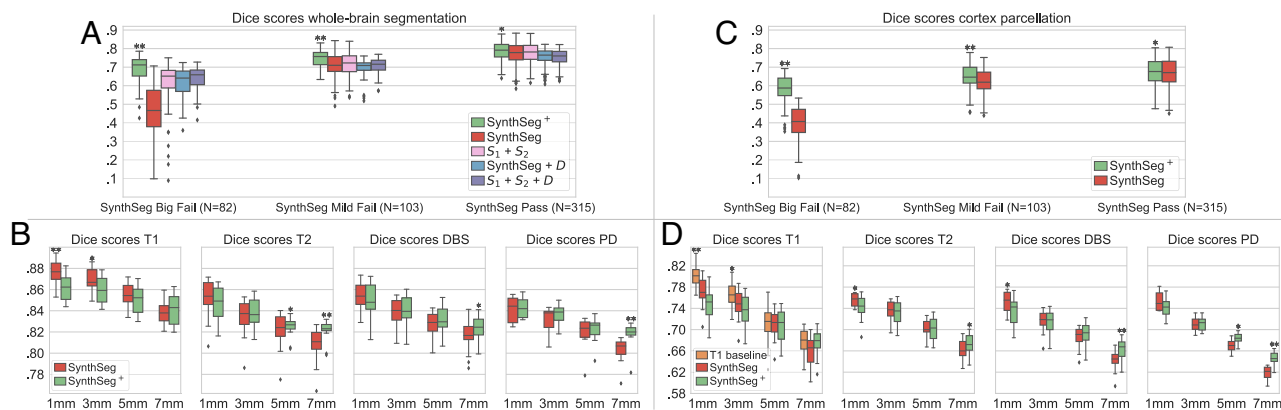 A
Dice scores whole-brain segmentation
.9
.8
.7
.6
.5
.4
.3
.2
.1
**
**
*
SynthSeg +
SynthSeg
S1 + S2
SynthSeg + D
S1 + S2 + D
SynthSeg Big Fail (N=82)
SynthSeg Mild Fail (N=103)
SynthSeg Pass (N=315)
C
Dice scores cortex parcellation
.9
.8
.7
.6
.5
.4
.3
.2
.1
**
**
*
SynthSeg +
SynthSeg
SynthSeg Big Fail (N=82)
SynthSeg Mild Fail (N=103)
SynthSeg Pass (N=315)
B
Dice scores T1
Dice scores T2
Dice scores DBS
Dice scores PD
.88
.86
.84
.82
.80
.78
**
*
*
**
*
**
SynthSeg
SynthSeg +
1mm 3mm 5mm 7mm
1mm 3mm 5mm 7mm
1mm 3mm 5mm 7mm
1mm 3mm 5mm 7mm
D
Dice scores T1
Dice scores T2
Dice scores DBS
Dice scores PD
.82
.78
.74
.70
.66
.62
.58
**
*
*
*
*
**
*
**
T1 baseline
SynthSeg
SynthSeg +
1mm 3mm 5mm 7mm
1mm 3mm 5mm 7mm
1mm 3mm 5mm 7mm
1mm 3mm 5mm 7mm